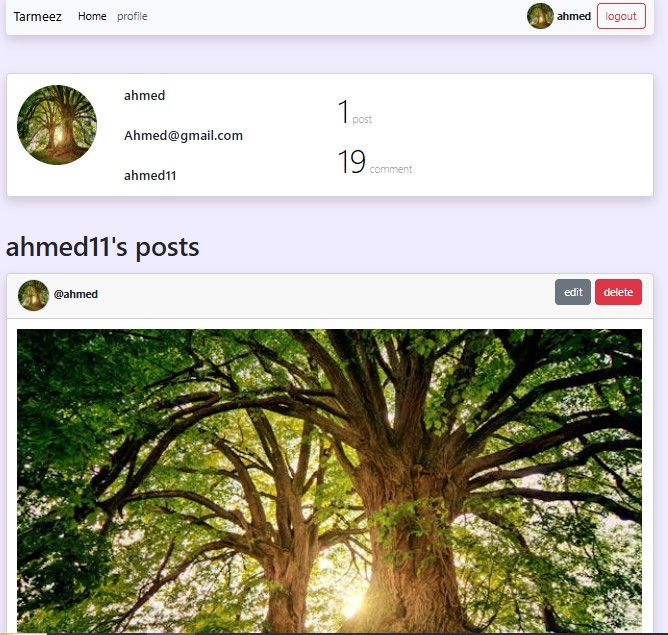 Tarmeez Home profile ahmed logout
ahmed
Ahmed@gmail.com
ahmed11
1 post
19 comment
ahmed11's posts
@ahmed edit delete